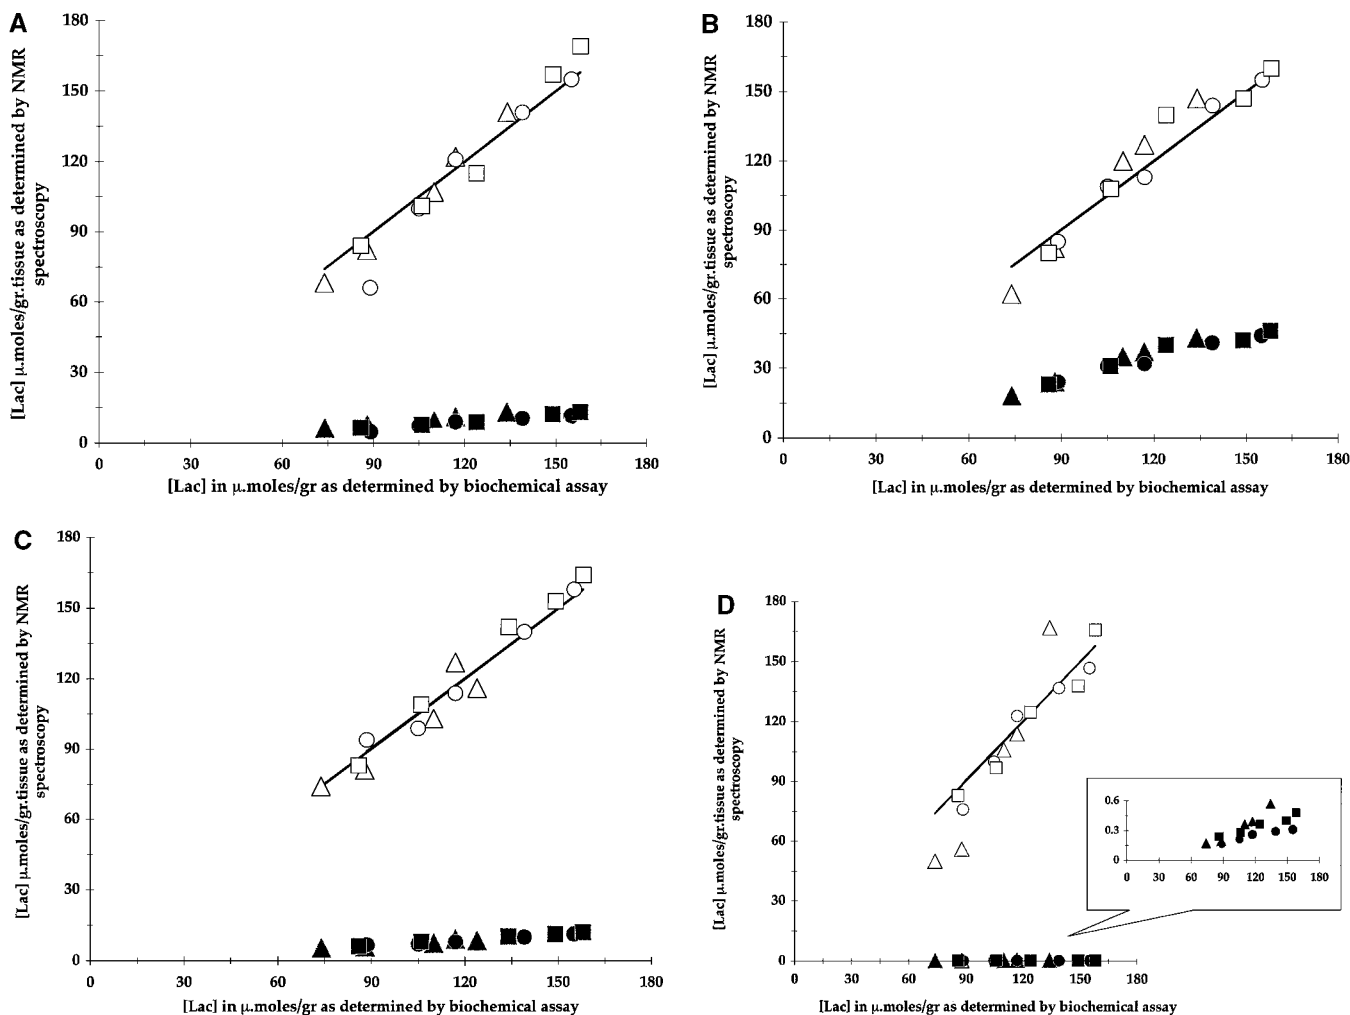 A
[Lac] μ.moles/gr.tissue as determined by NMR
spectroscopy
180
150
120
90
60
30
0
0 30 60 90 120 150 180
[Lac] in μ.moles/gr as determined by biochemical assay
B
[Lac] μ.moles/gr.tissue as determined by NMR
spectroscopy
180
150
120
90
60
30
0
0 30 60 90 120 150 180
[Lac] in μ.moles/gr as determined by biochemical assay
C
[Lac] μ.moles/gr.tissue as determined by NMR
spectroscopy
180
150
120
90
60
30
0
0 30 60 90 120 150 180
[Lac] in μ.moles/gr as determined by biochemical assay
D
[Lac] μ.moles/gr.tissue as determined by NMR
spectroscopy
180
150
120
90
60
30
0
0 30 60 90 120 150 180
[Lac] in μ.moles/gr as determined by biochemical assay
0.6
0.3
0
0 30 60 90 120 150 180